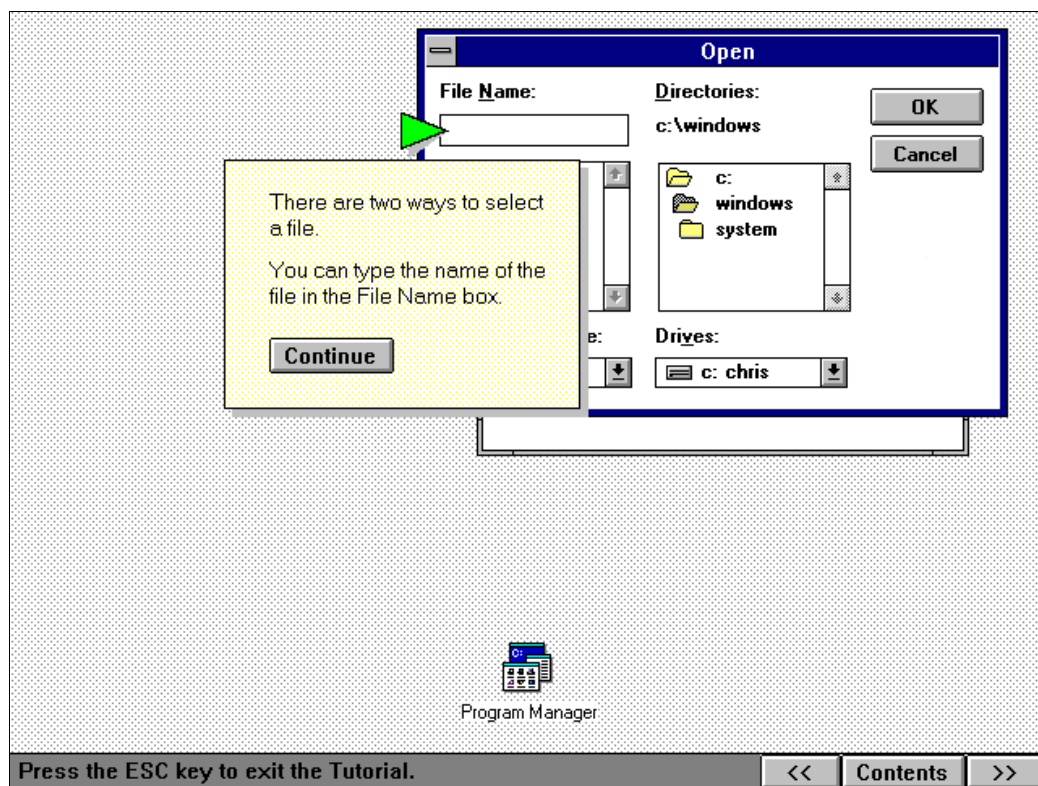 Open
File Name:
Directories:
OK
c:\windows
Cancel
c:
windows
system
There are two ways to select
a file.
You can type the name of the
file in the File Name box.
Continue
e:
Drives:
c: chris
C:
Program Manager
Press the ESC key to exit the Tutorial.
<<
Contents
>>